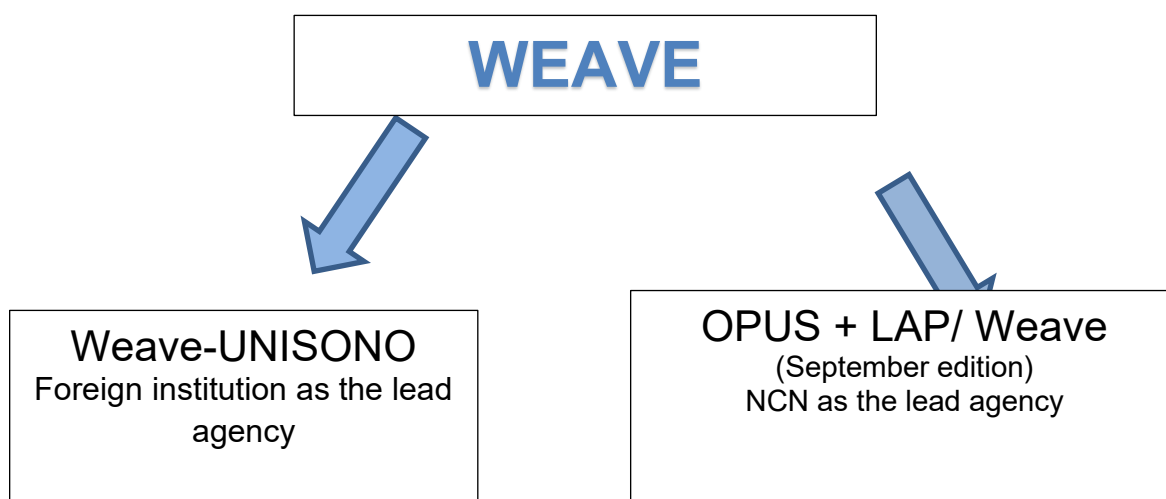 WEAVE
Weave-UNISONO
Foreign institution as the lead
agency
OPUS + LAP/ Weave
(September edition)
NCN as the lead agency